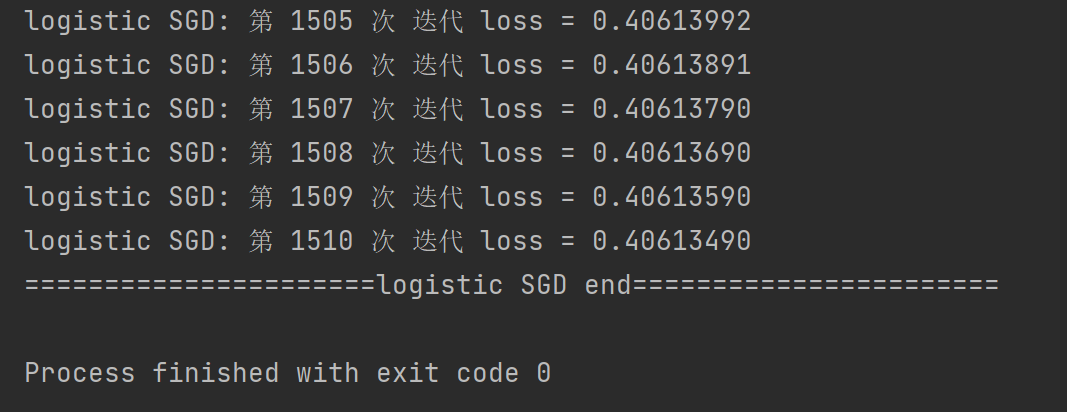 logistic SGD: 第 1505 次 迭代 loss = 0.40613992
logistic SGD: 第 1506 次 迭代 loss = 0.40613891
logistic SGD: 第 1507 次 迭代 loss = 0.40613790
logistic SGD: 第 1508 次 迭代 loss = 0.40613690
logistic SGD: 第 1509 次 迭代 loss = 0.40613590
logistic SGD: 第 1510 次 迭代 loss = 0.40613490
======================logistic SGD end=======================
Process finished with exit code 0